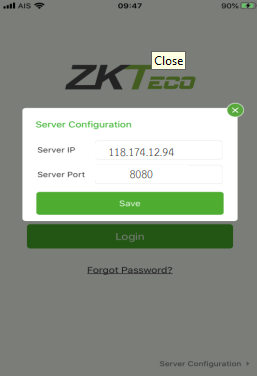 AIS 09:47 90%
Close
ZKTeco
Server Configuration
Server IP 118.174.12.94
Server Port 8080
Save
Login
Forgot Password?
Server Configuration